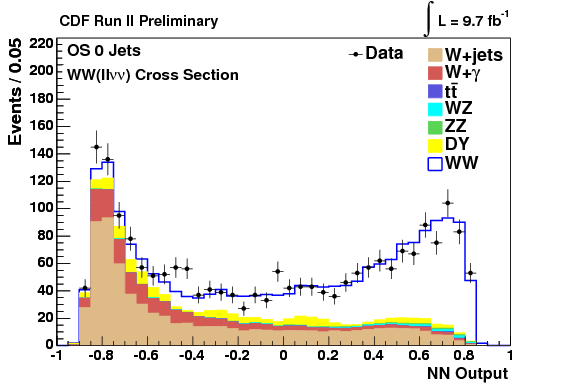 CDF Run II Preliminary
∫ L = 9.7 fb⁻¹
Events / 0.05
OS 0 Jets
WW(llνν) Cross Section
Data
W+jets
W+γ
tt̄
WZ
ZZ
DY
WW
220
200
180
160
140
120
100
80
60
40
20
0
-1 -0.8 -0.6 -0.4 -0.2 0 0.2 0.4 0.6 0.8 1
NN Output